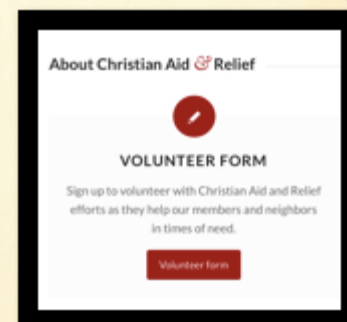 About Christian Aid & Relief
VOLUNTEER FORM
Sign up to volunteer with Christian Aid and Relief
efforts as they help our members and neighbors
in times of need.
Volunteer form